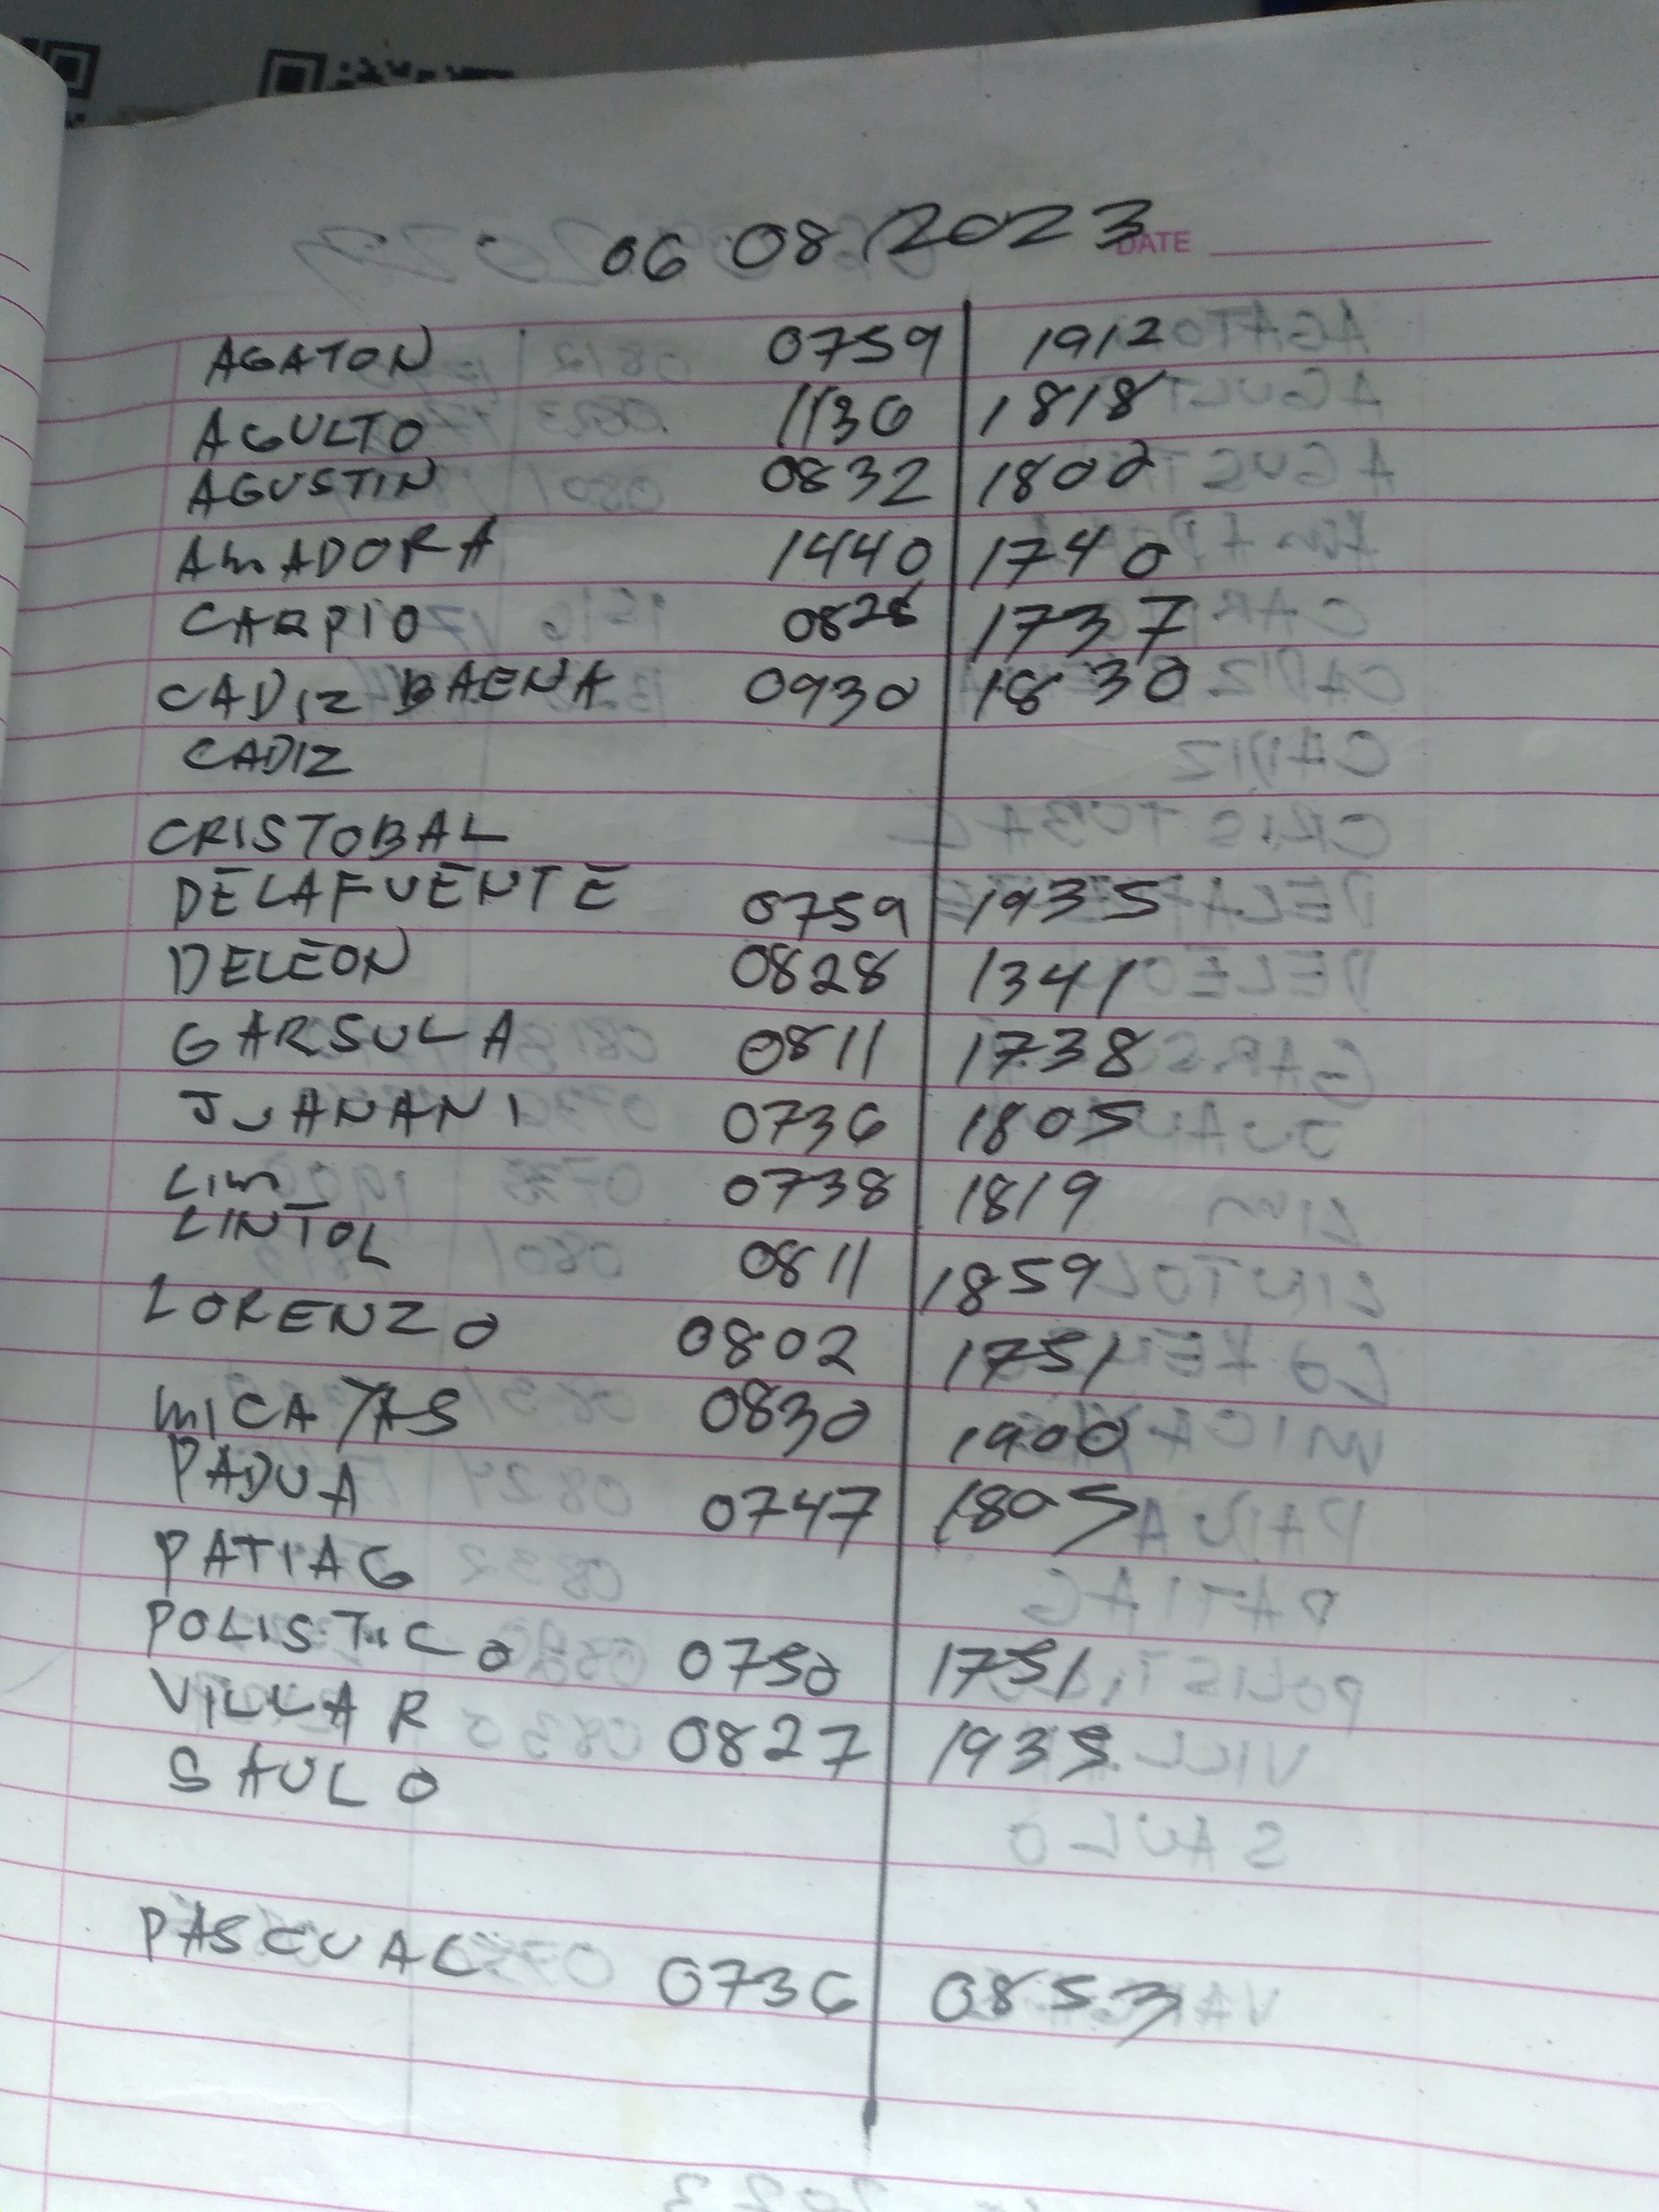 06 08 2023
DATE
AGATON 0759 1912
AGULTO 1136 1818
AGUSTIN 0832 1802
AMADORA 1440 1740
CARPIO 0826 1737
CADIZ BAENA 0930 1830
CADIZ
CRISTOBAL
DELAFUENTE 0759 1935
DELEON 0828 1341
GARSULA 0811 1738
JUANANI 0736 1805
LIM 0738 1819
LINTOL 0811 1859
LORENZO 0802 1751
MICAYAS 0830 1900
PADUA 0747 1805
PATIAG
POLISTICO 0750 1751
VILLAR 0827 1935
SAULO
PASCUAL 0736 0853